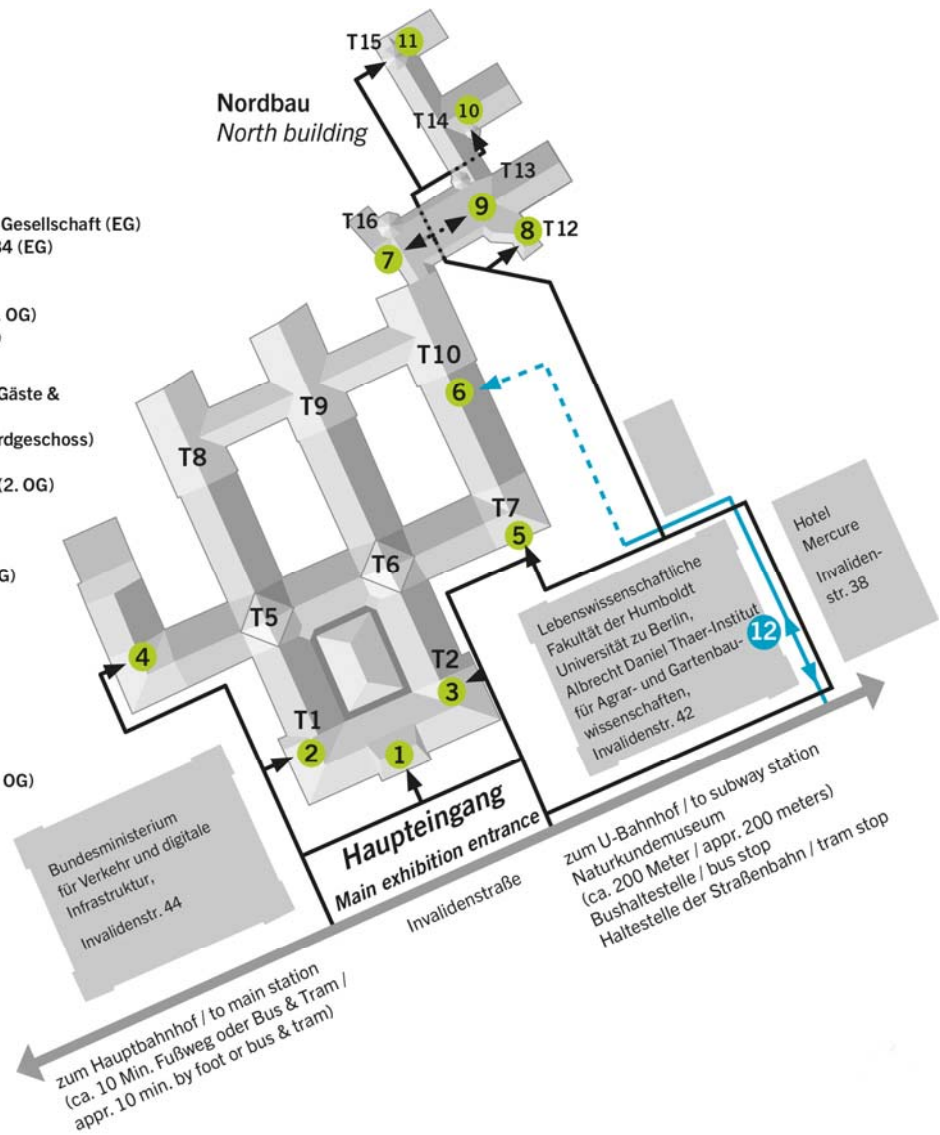 T15 11
Nordbau
North building
T14 10
T13
Gesellschaft (EG)
(EG)
T16 9
8 T12
7
OG)
T10
6
Gäste &
T9
T8
(2. OG)
T7
5
Hotel
Mercure
Invaliden-
str. 38
T6
T5
Lebenswissenschaftliche
Fakultät der Humboldt
Universität zu Berlin,
Albrecht Daniel Thaer-Institut
für Agrar- und Gartenbau-
wissenschaften,
Invalidenstr. 42
12
4
T2
3
T1
2
1
OG)
Haupteingang
Main exhibition entrance
Bundesministerium
für Verkehr und digitale
Infrastruktur,
Invalidenstr. 44
Invalidenstraße
zum U-Bahnhof / to subway station
Naturkundemuseum
(ca. 200 Meter / appr. 200 meters)
Bushaltestelle / bus stop
Haltestelle der Straßenbahn / tram stop
zum Hauptbahnhof / to main station
(ca. 10 Min. Fußweg oder Bus & Tram /
appr. 10 min. by foot or bus & tram)